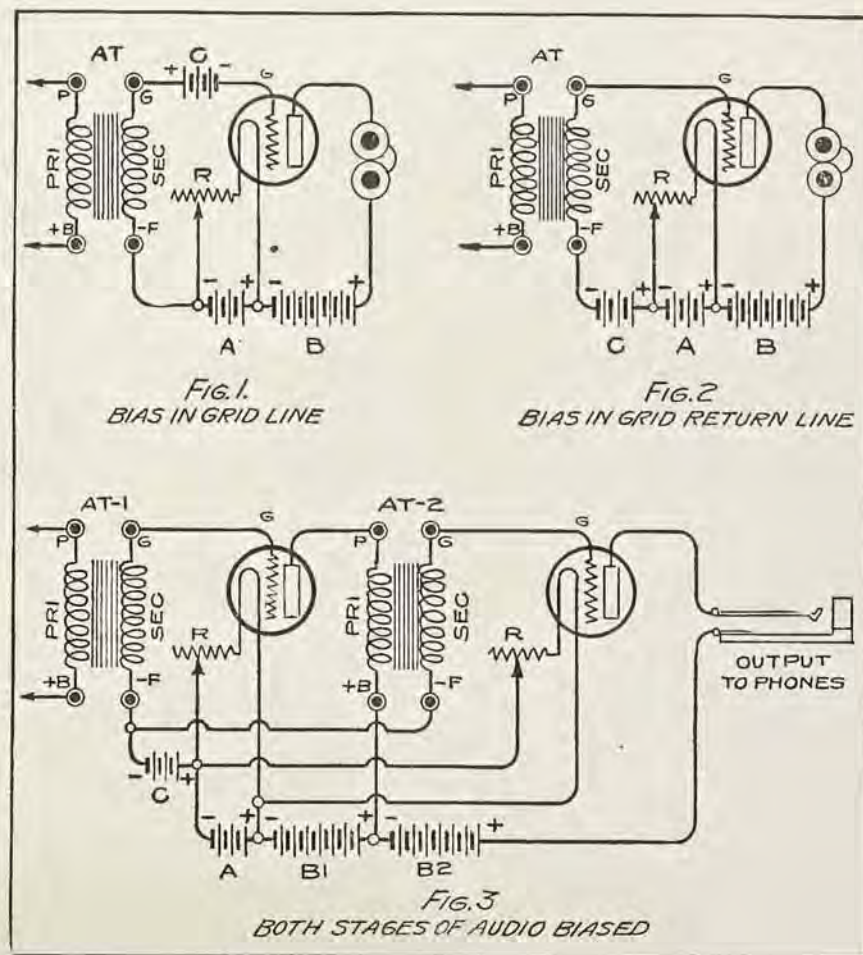 AT
C
+ -
G
P
G
PRI
SEC
R
+B
-F
- + - +
A
B
FIG.1.
BIAS IN GRID LINE
AT
G
P
G
PRI
SEC
R
+B
-F
- + - + - +
C
A
B
FIG.2
BIAS IN GRID RETURN LINE
AT-1
G
P
G
PRI
SEC
R
+B
-F
AT-2
G
P
G
PRI
SEC
R
+B
-F
OUTPUT
TO PHONES
- +
C
- + - + - +
A
B1
B2
FIG.3
BOTH STAGES OF AUDIO BIASED